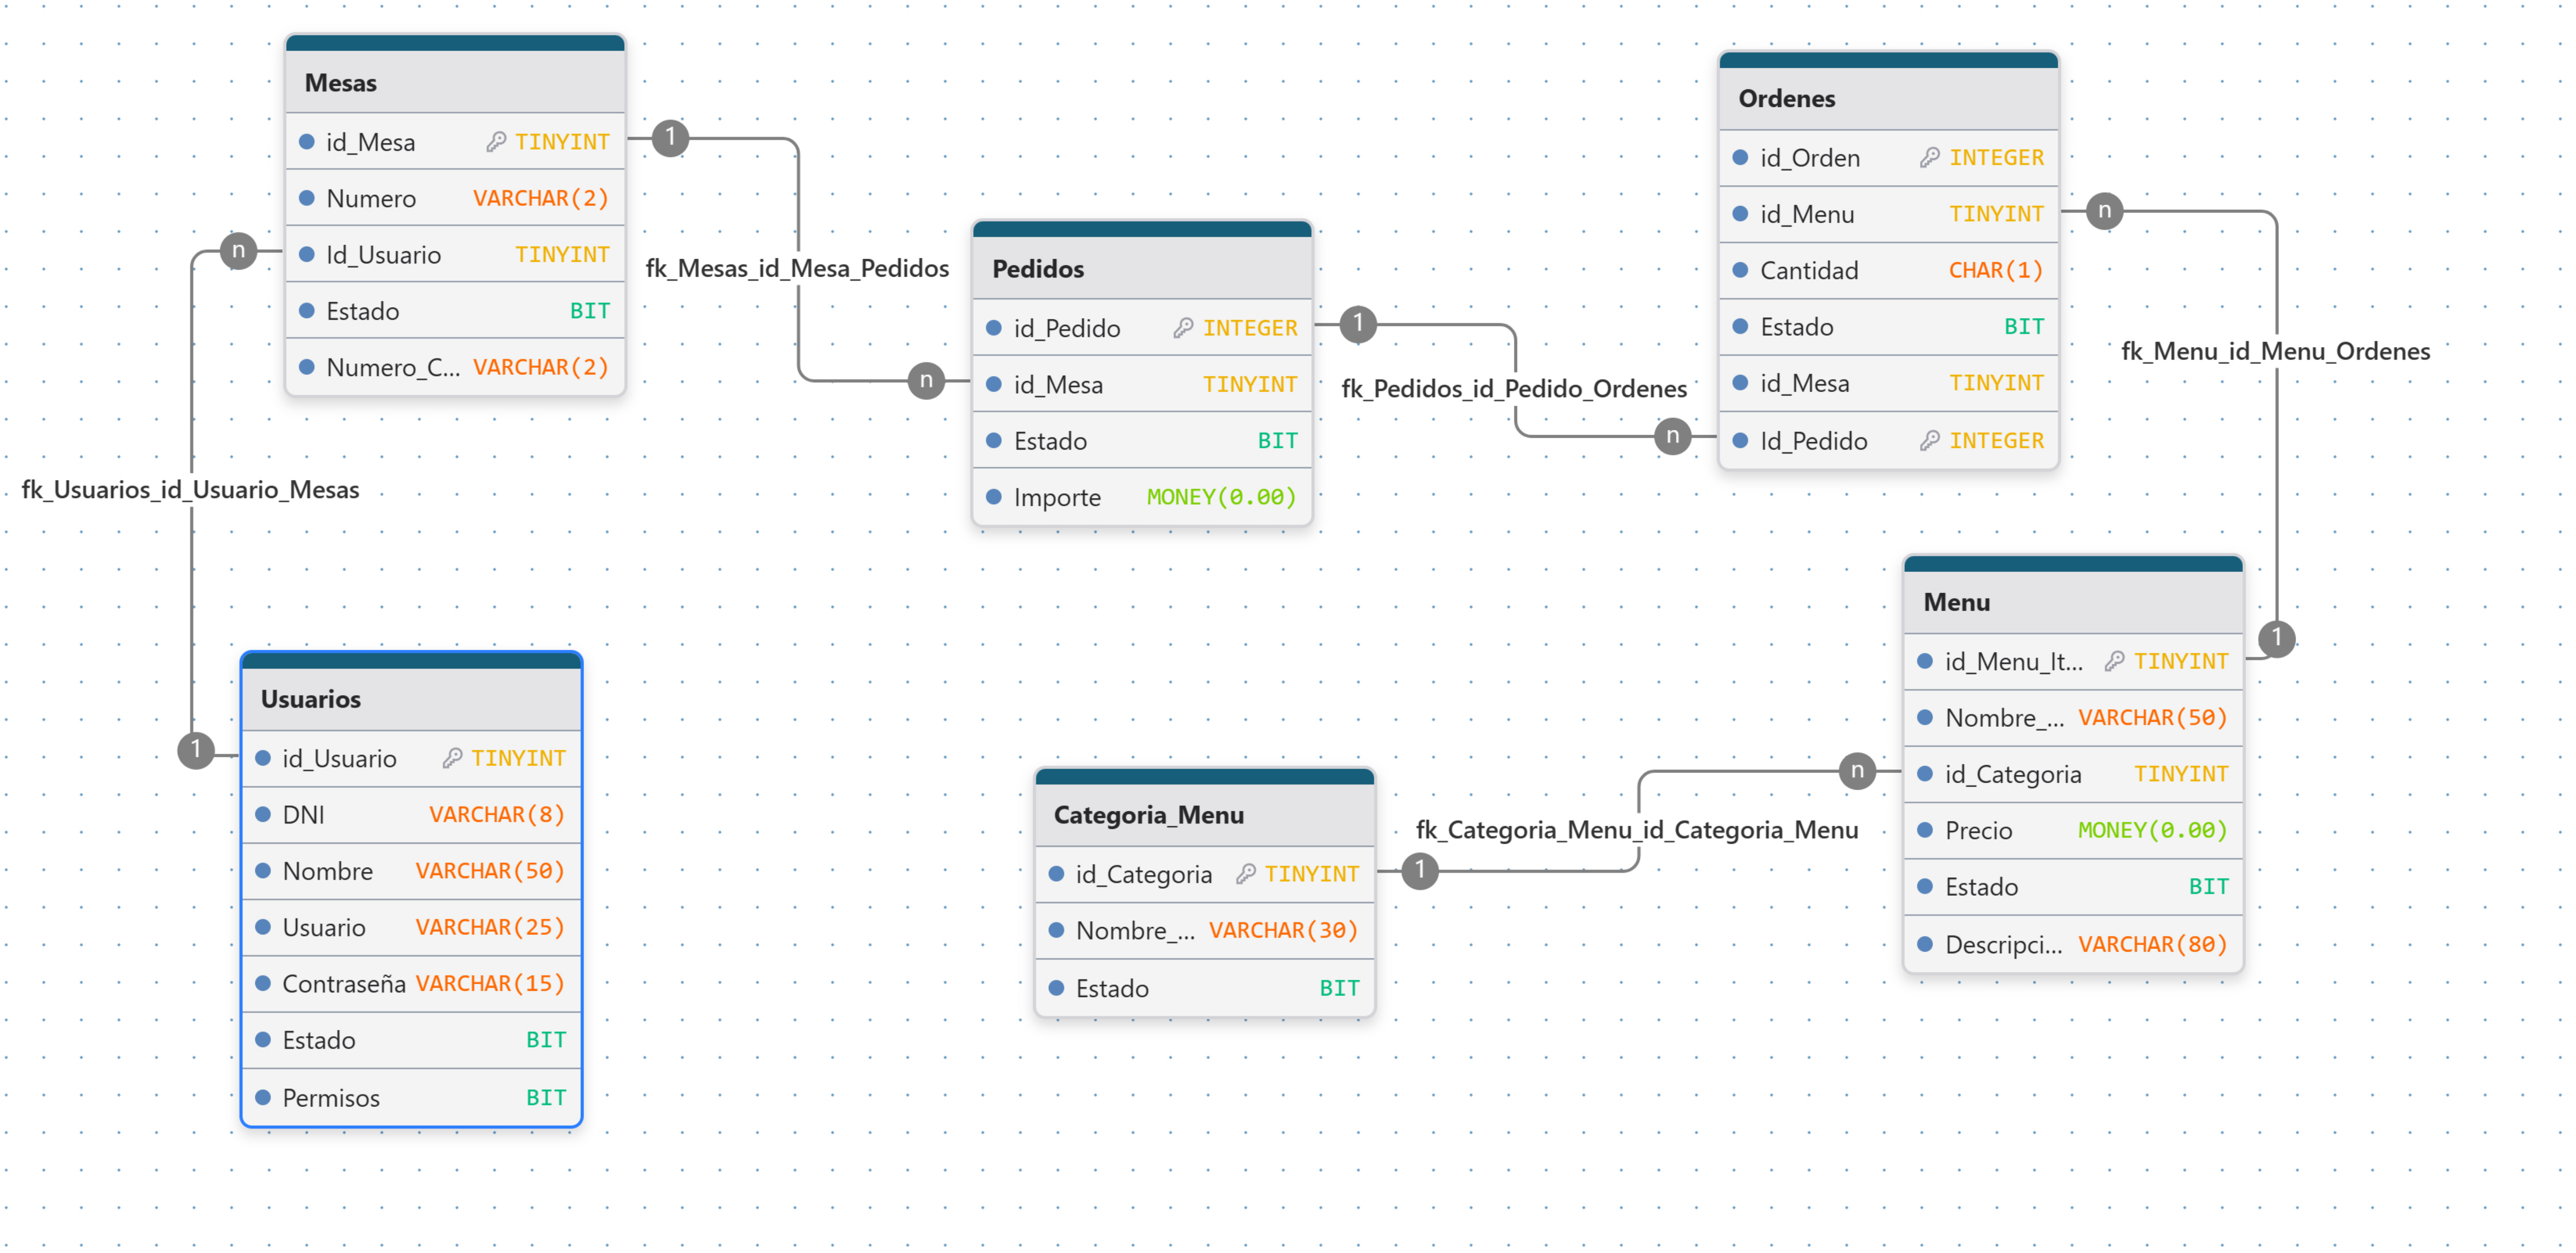 Mesas
id_Mesa TINYINT
Numero VARCHAR(2)
Id_Usuario TINYINT
Estado BIT
Numero_C... VARCHAR(2)
1
n
fk_Mesas_id_Mesa_Pedidos
n
fk_Usuarios_id_Usuario_Mesas
1
Usuarios
id_Usuario TINYINT
DNI VARCHAR(8)
Nombre VARCHAR(50)
Usuario VARCHAR(25)
Contraseña VARCHAR(15)
Estado BIT
Permisos BIT
Pedidos
id_Pedido INTEGER
id_Mesa TINYINT
Estado BIT
Importe MONEY(0.00)
1
fk_Pedidos_id_Pedido_Ordenes
n
Ordenes
id_Orden INTEGER
id_Menu TINYINT
Cantidad CHAR(1)
Estado BIT
id_Mesa TINYINT
Id_Pedido INTEGER
n
fk_Menu_id_Menu_Ordenes
1
Categoria_Menu
id_Categoria TINYINT
Nombre_... VARCHAR(30)
Estado BIT
1
fk_Categoria_Menu_id_Categoria_Menu
n
Menu
id_Menu_It... TINYINT
Nombre_... VARCHAR(50)
id_Categoria TINYINT
Precio MONEY(0.00)
Estado BIT
Descripci... VARCHAR(80)